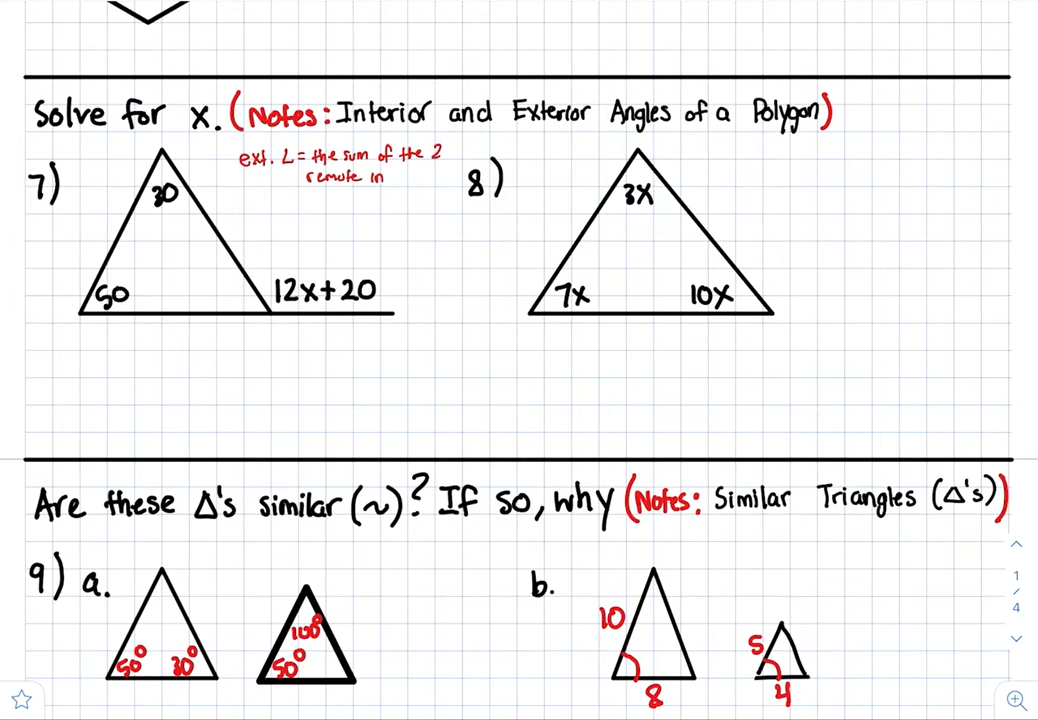 Solve for x. (Notes: Interior and Exterior Angles of a Polygon)
ext. ∠ = the sum of the 2
remote in
7)
30
50
12x+20
8)
3x
7x
10x
Are these Δ's similar (~)? If so, why (Notes: Similar Triangles (Δ's))
9) a.
50°
30°
100°
50°
b.
10
8
5
4
1
4